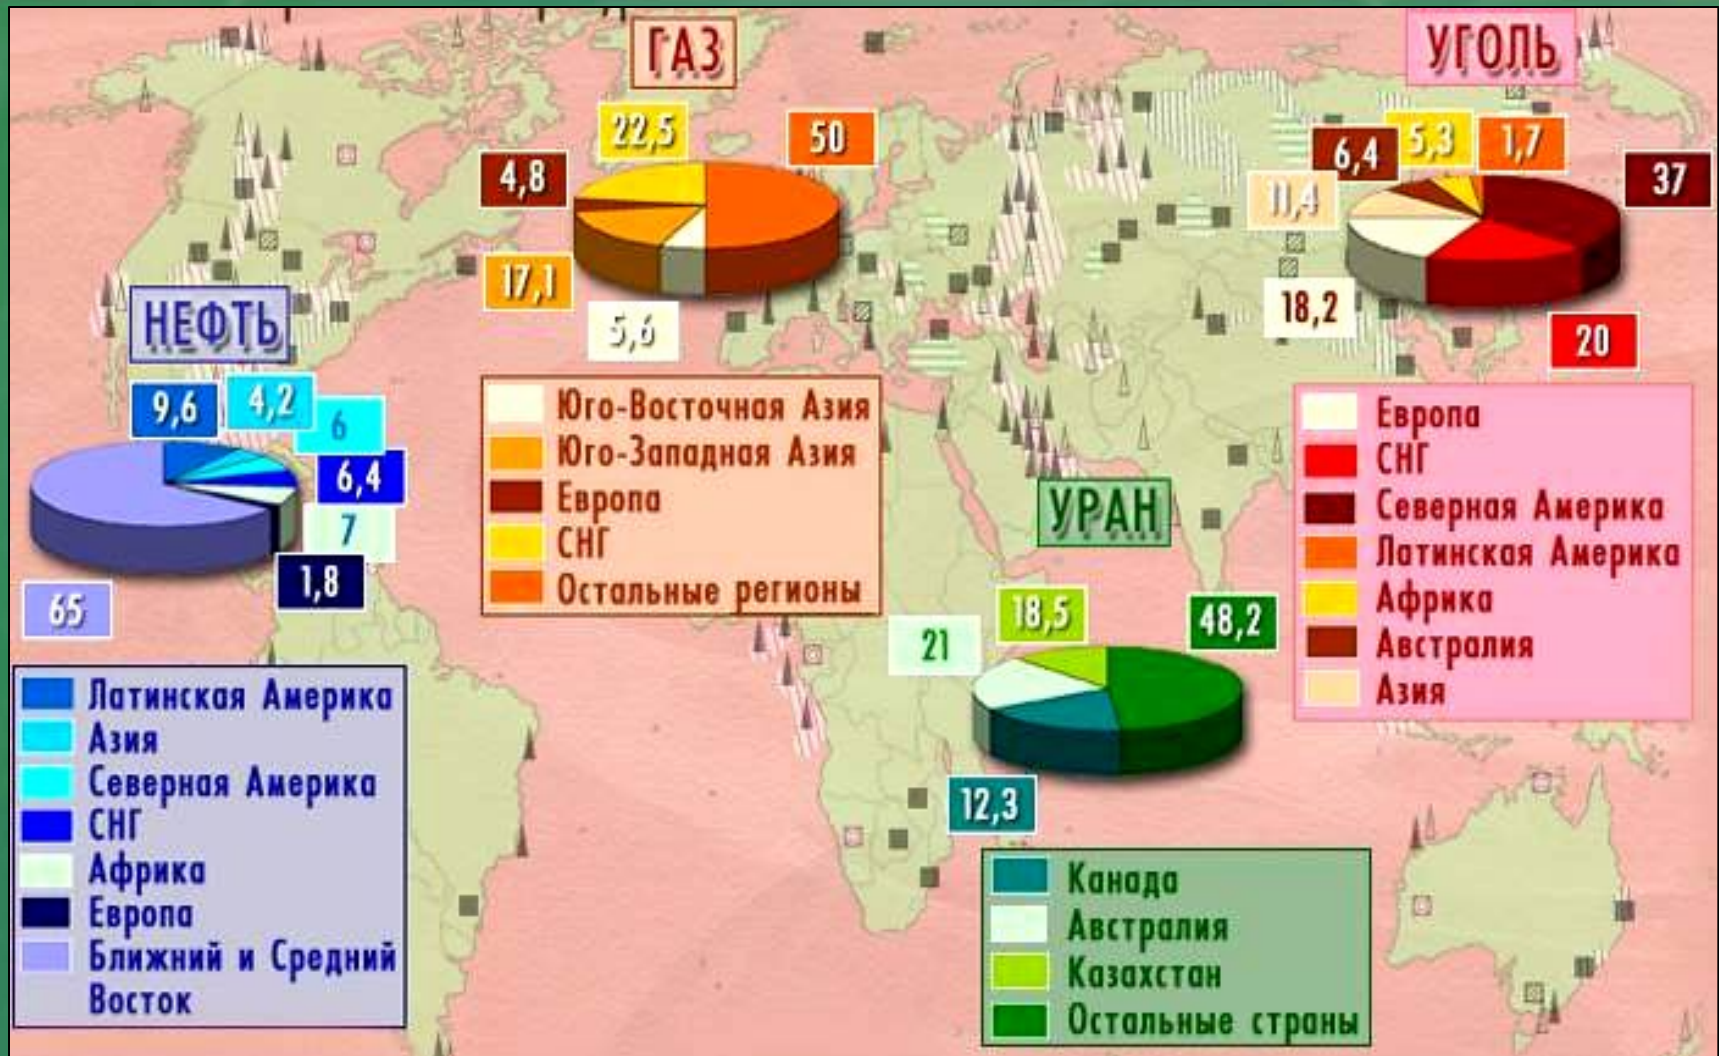 ГАЗ
22,5
50
4,8
17,1
5,6
Юго-Восточная Азия
Юго-Западная Азия
Европа
СНГ
Остальные регионы
УГОЛЬ
6,4
5,3
1,7
37
11,4
18,2
20
Европа
СНГ
Северная Америка
Латинская Америка
Африка
Австралия
Азия
НЕФТЬ
9,6
4,2
6
6,4
7
1,8
65
Латинская Америка
Азия
Северная Америка
СНГ
Африка
Европа
Ближний и Средний
Восток
УРАН
18,5
48,2
21
12,3
Канада
Австралия
Казахстан
Остальные страны